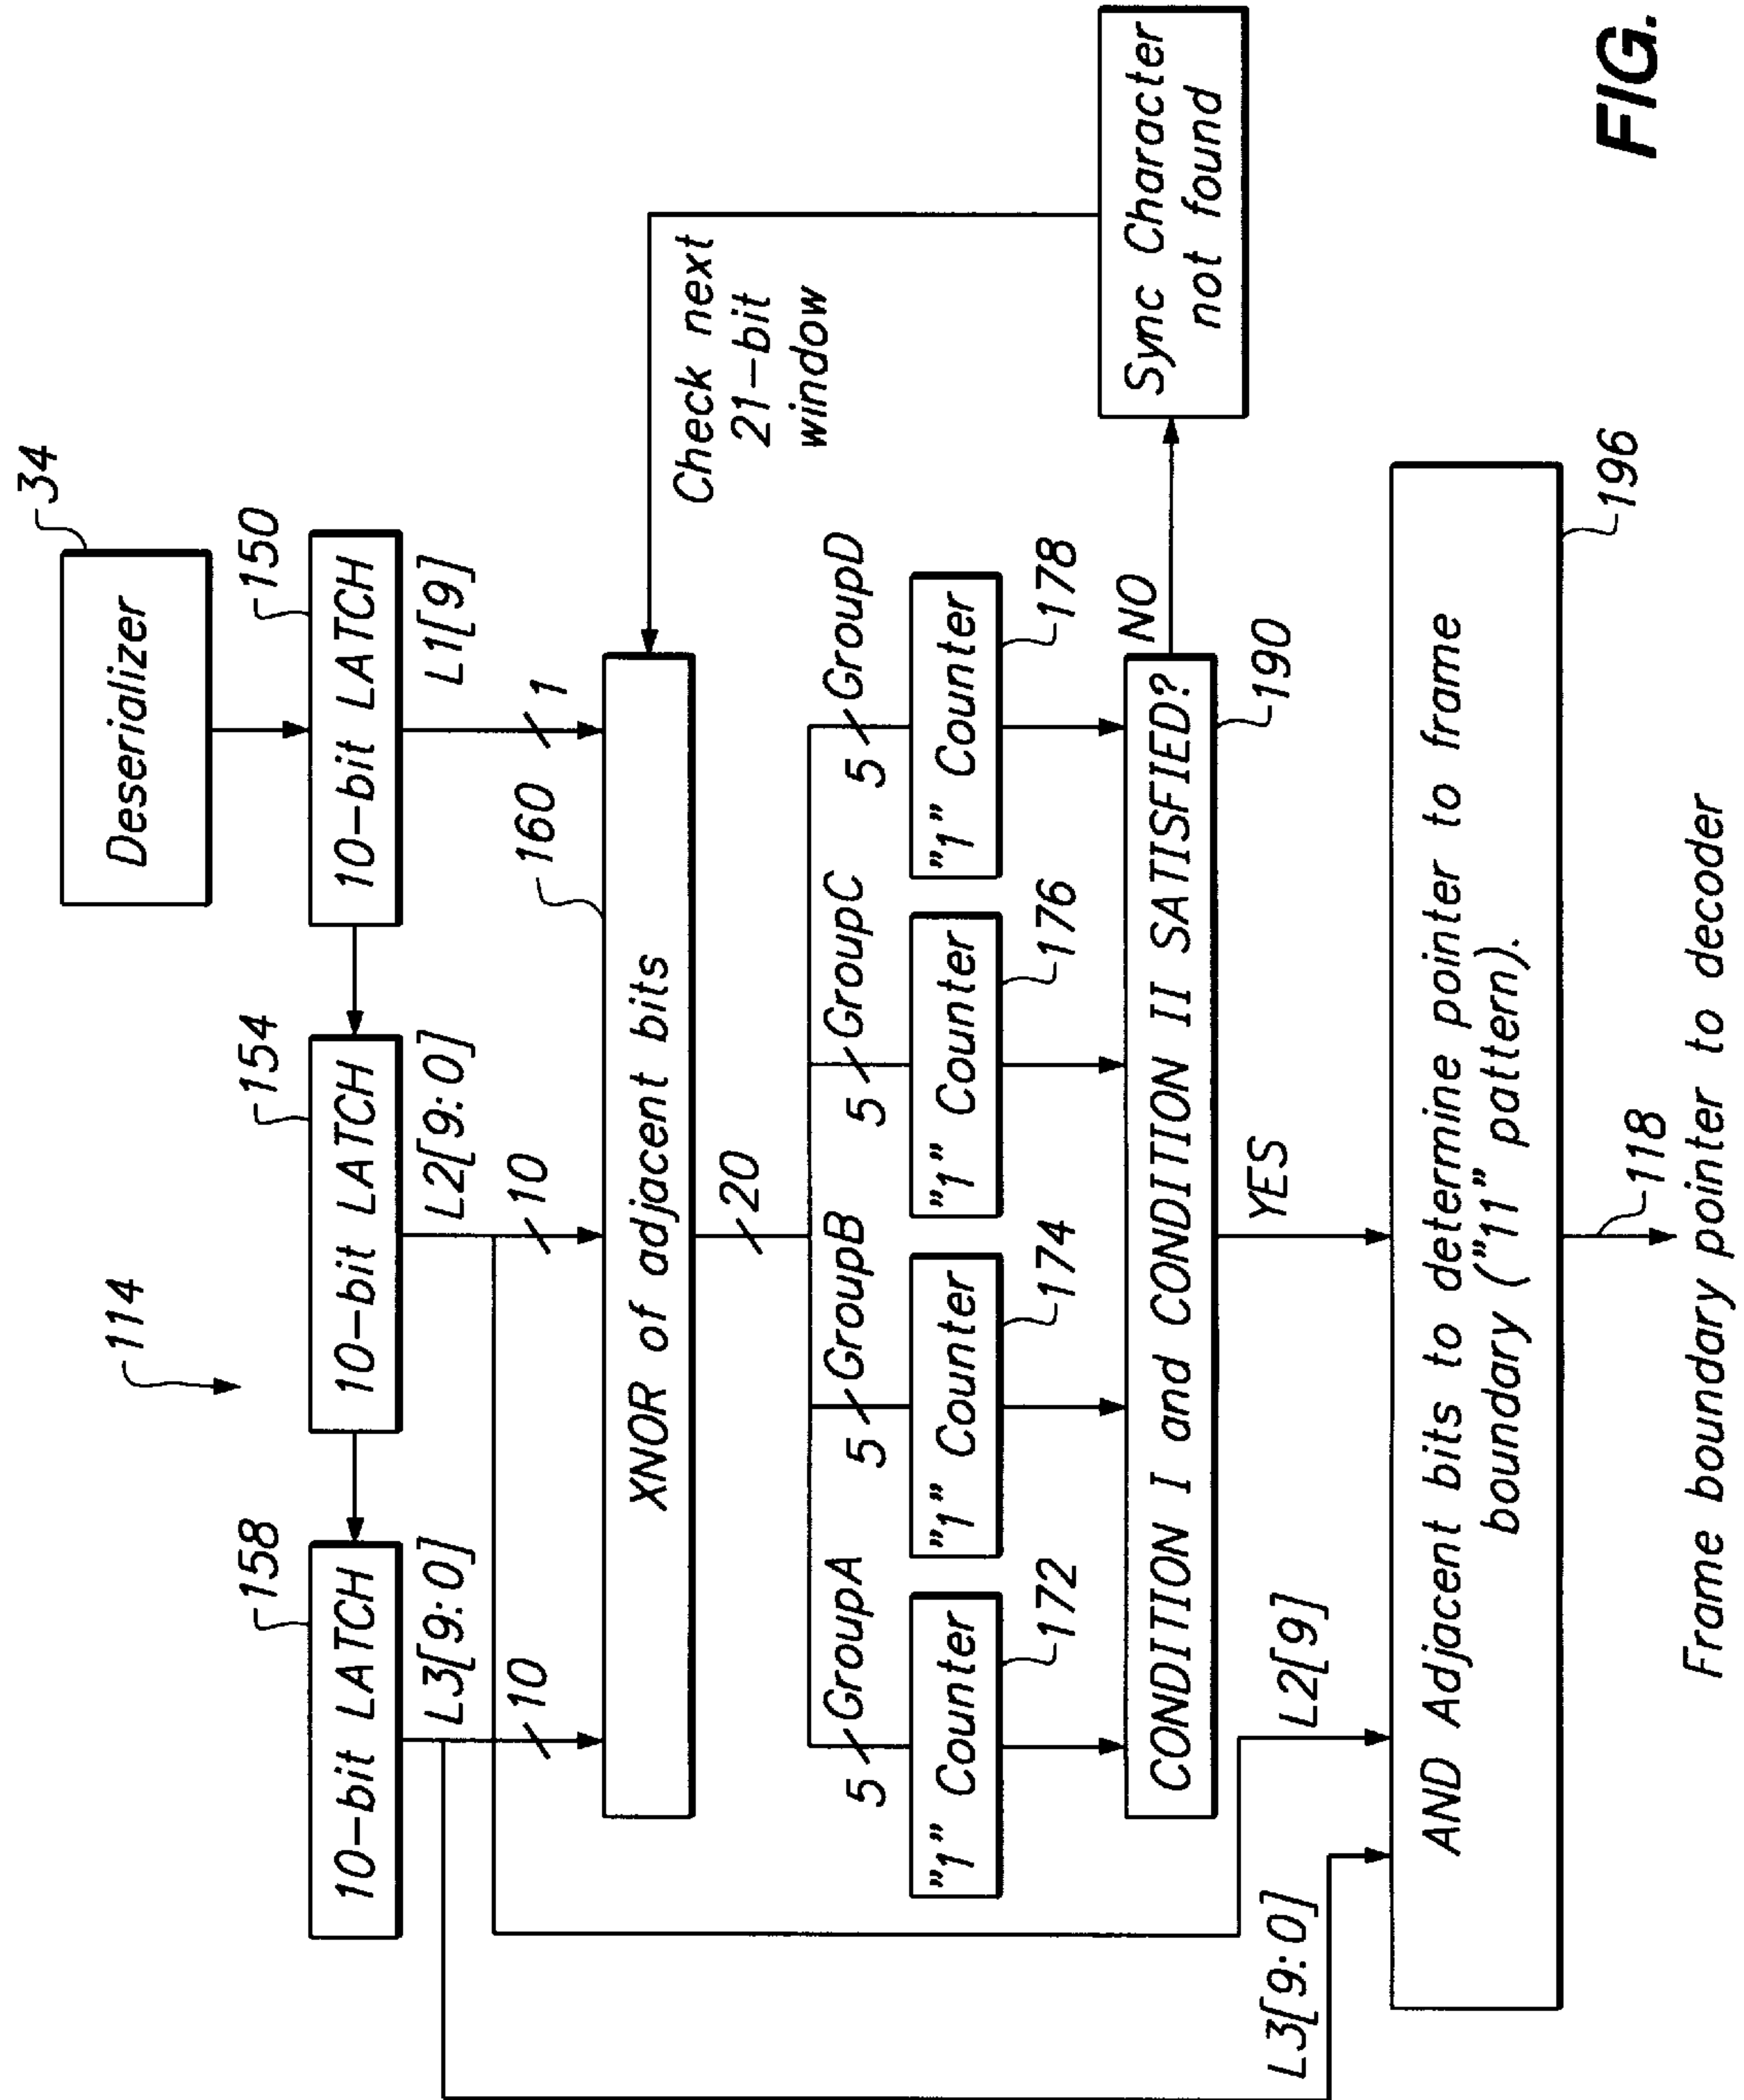 114
34
Deserializer
158
154
150
10-bit LATCH
10-bit LATCH
10-bit LATCH
L3[9:0]
L2[9:0]
L1[9]
10
10
1
160
XNOR of adjacent bits
Check next
21-bit
window
20
5
GroupA
5
GroupB
5
GroupC
5
GroupD
"1" Counter
"1" Counter
"1" Counter
"1" Counter
172
174
176
178
CONDITION I and CONDITION II SATISFIED?
NO
190
Sync Character
not found
YES
L3[9:0]
L2[9]
AND Adjacent bits to determine pointer to frame
boundary ("11" pattern).
196
118
Frame boundary pointer to decoder
FIG.